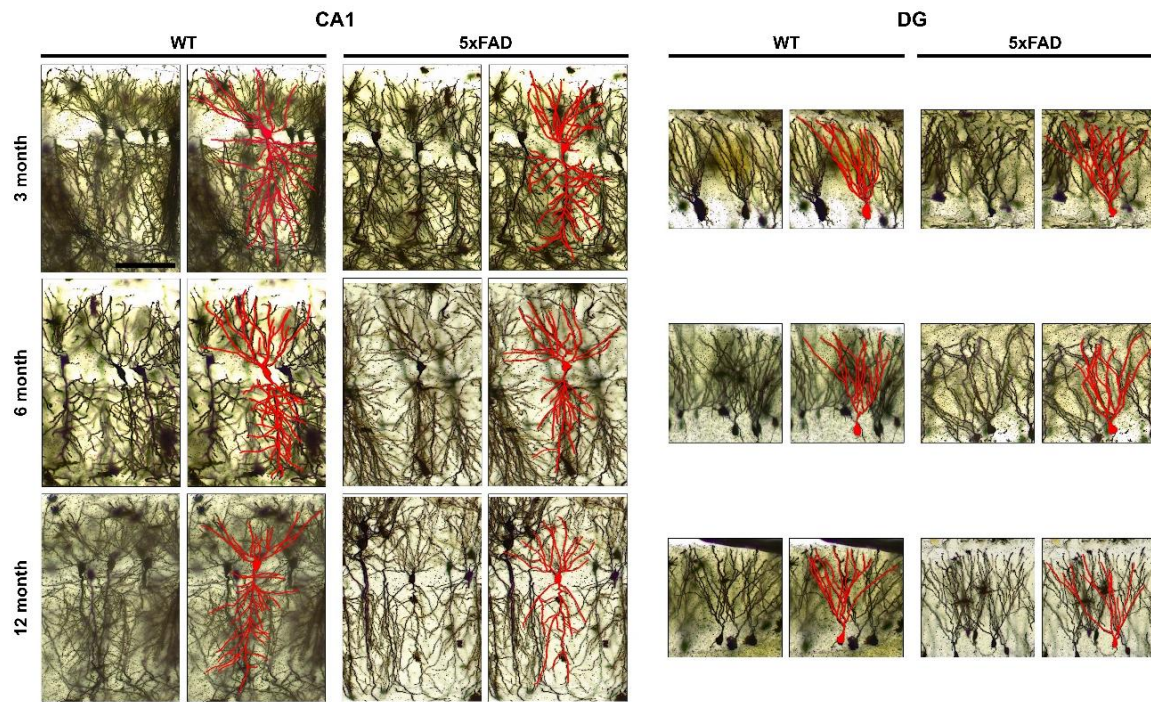 CA1
DG
WT
5xFAD
WT
5xFAD
3 month
6 month
12 month